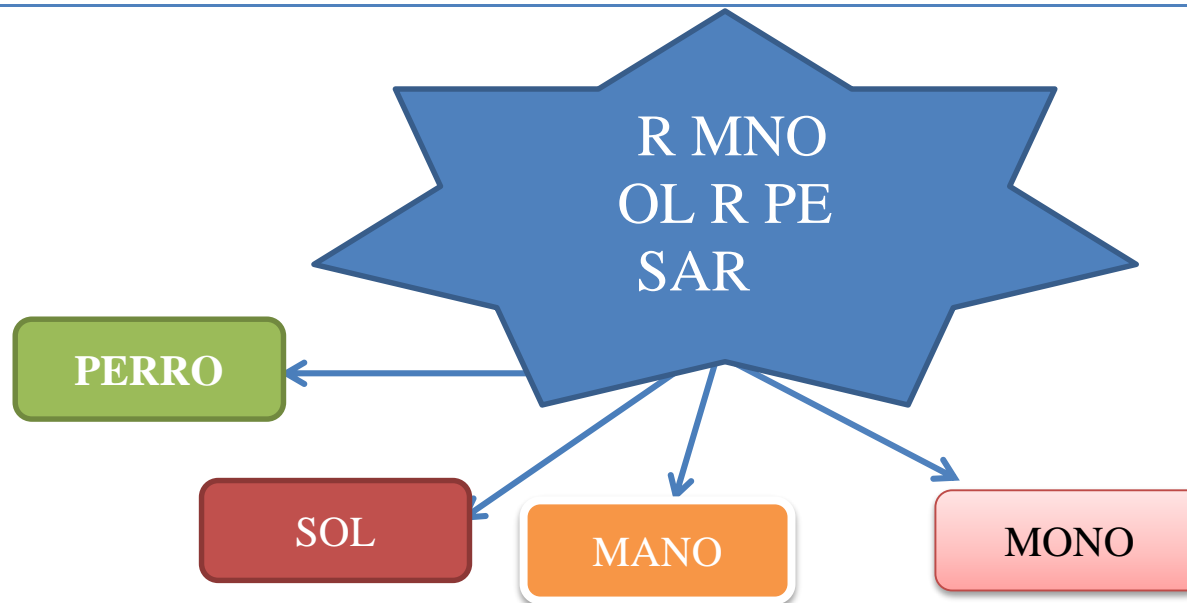 R MNO
OL R PE
SAR
PERRO
SOL
MANO
MONO